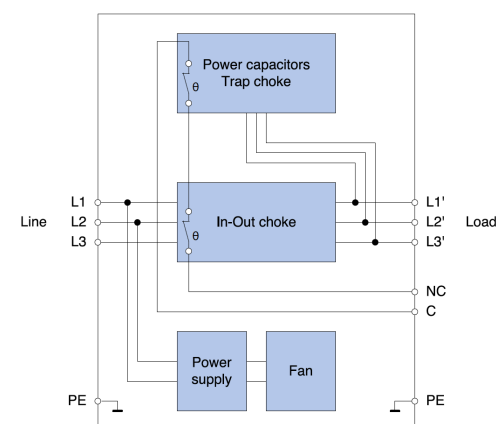 Power capacitors
Trap choke
θ
L1
L1'
Line
L2
In-Out choke
L2'
Load
L3
θ
L3'
NC
C
Power
supply
Fan
PE
PE